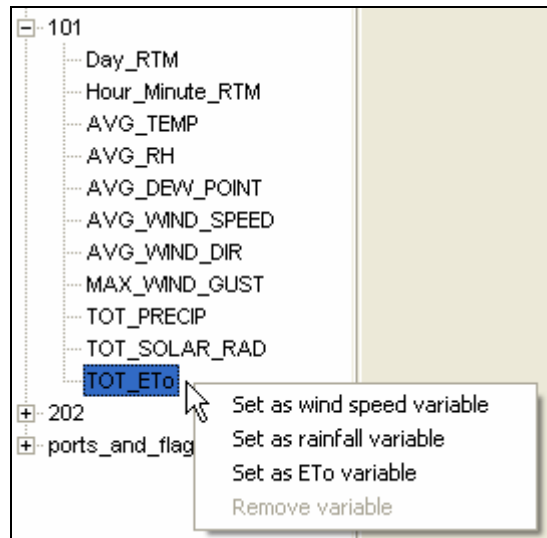 101
Day_RTM
Hour_Minute_RTM
AVG_TEMP
AVG_RH
AVG_DEW_POINT
AVG_WIND_SPEED
AVG_WIND_DIR
MAX_WIND_GUST
TOT_PRECIP
TOT_SOLAR_RAD
TOT_ETo
202
ports_and_flag
Set as wind speed variable
Set as rainfall variable
Set as ETo variable
Remove variable